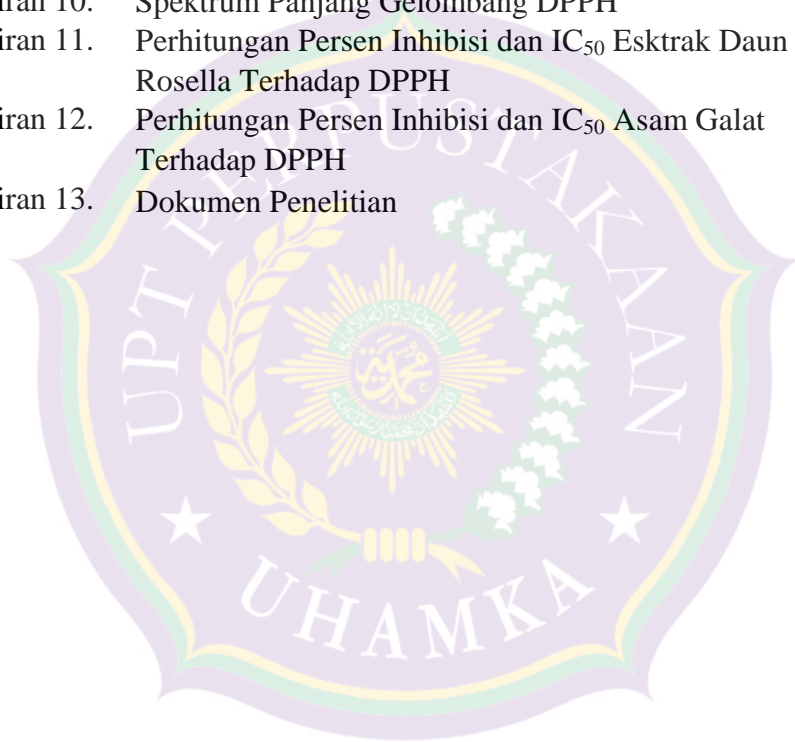 iran 10. Spektrum Panjang Gelombang DPPH
iran 11. Perhitungan Persen Inhibisi dan IC₅₀ Esktrak Daun
Rosella Terhadap DPPH
iran 12. Perhitungan Persen Inhibisi dan IC₅₀ Asam Galat
Terhadap DPPH
iran 13. Dokumen Penelitian
UPT PERPUSTAKAAN
UHAMKA